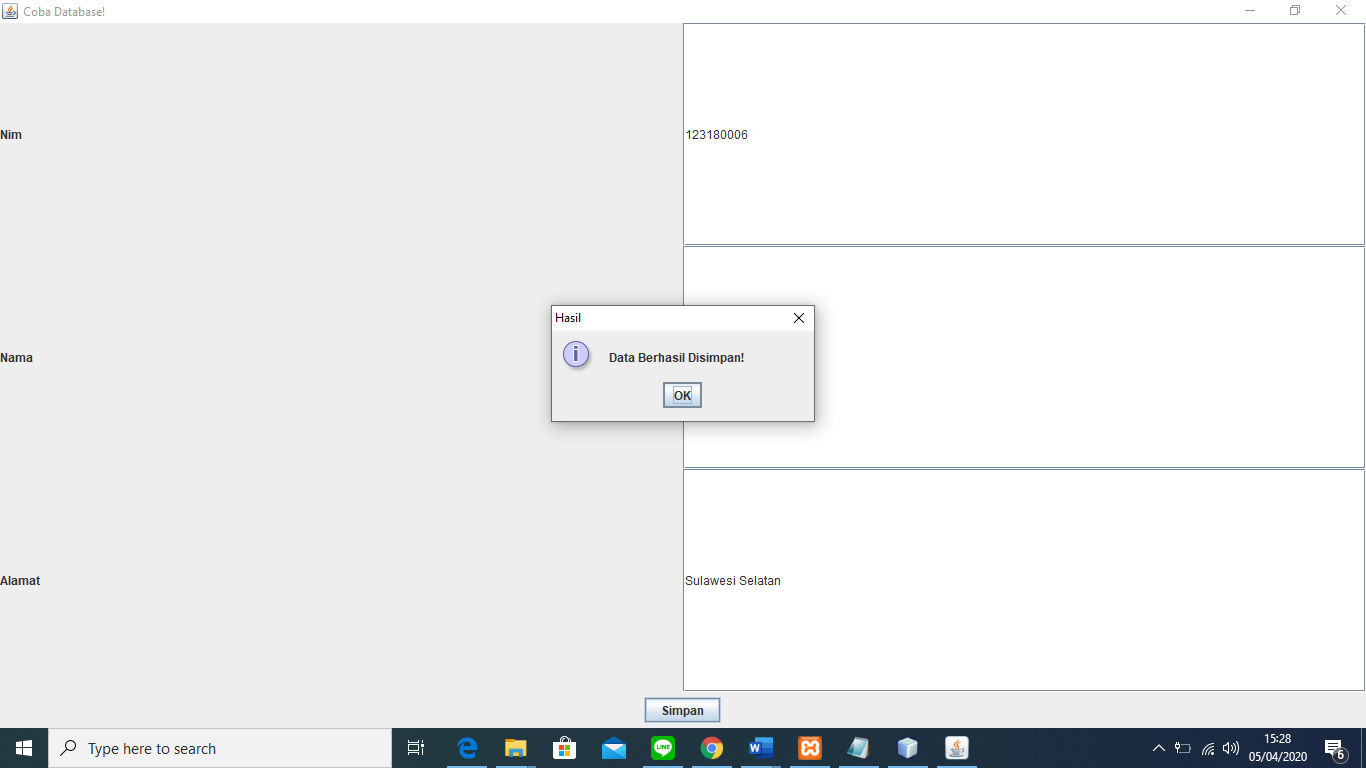 Coba Database!
Nim
123180006
Hasil
Nama
Data Berhasil Disimpan!
OK
Alamat
Sulawesi Selatan
Simpan
Type here to search
LINE
15:28
05/04/2020
6